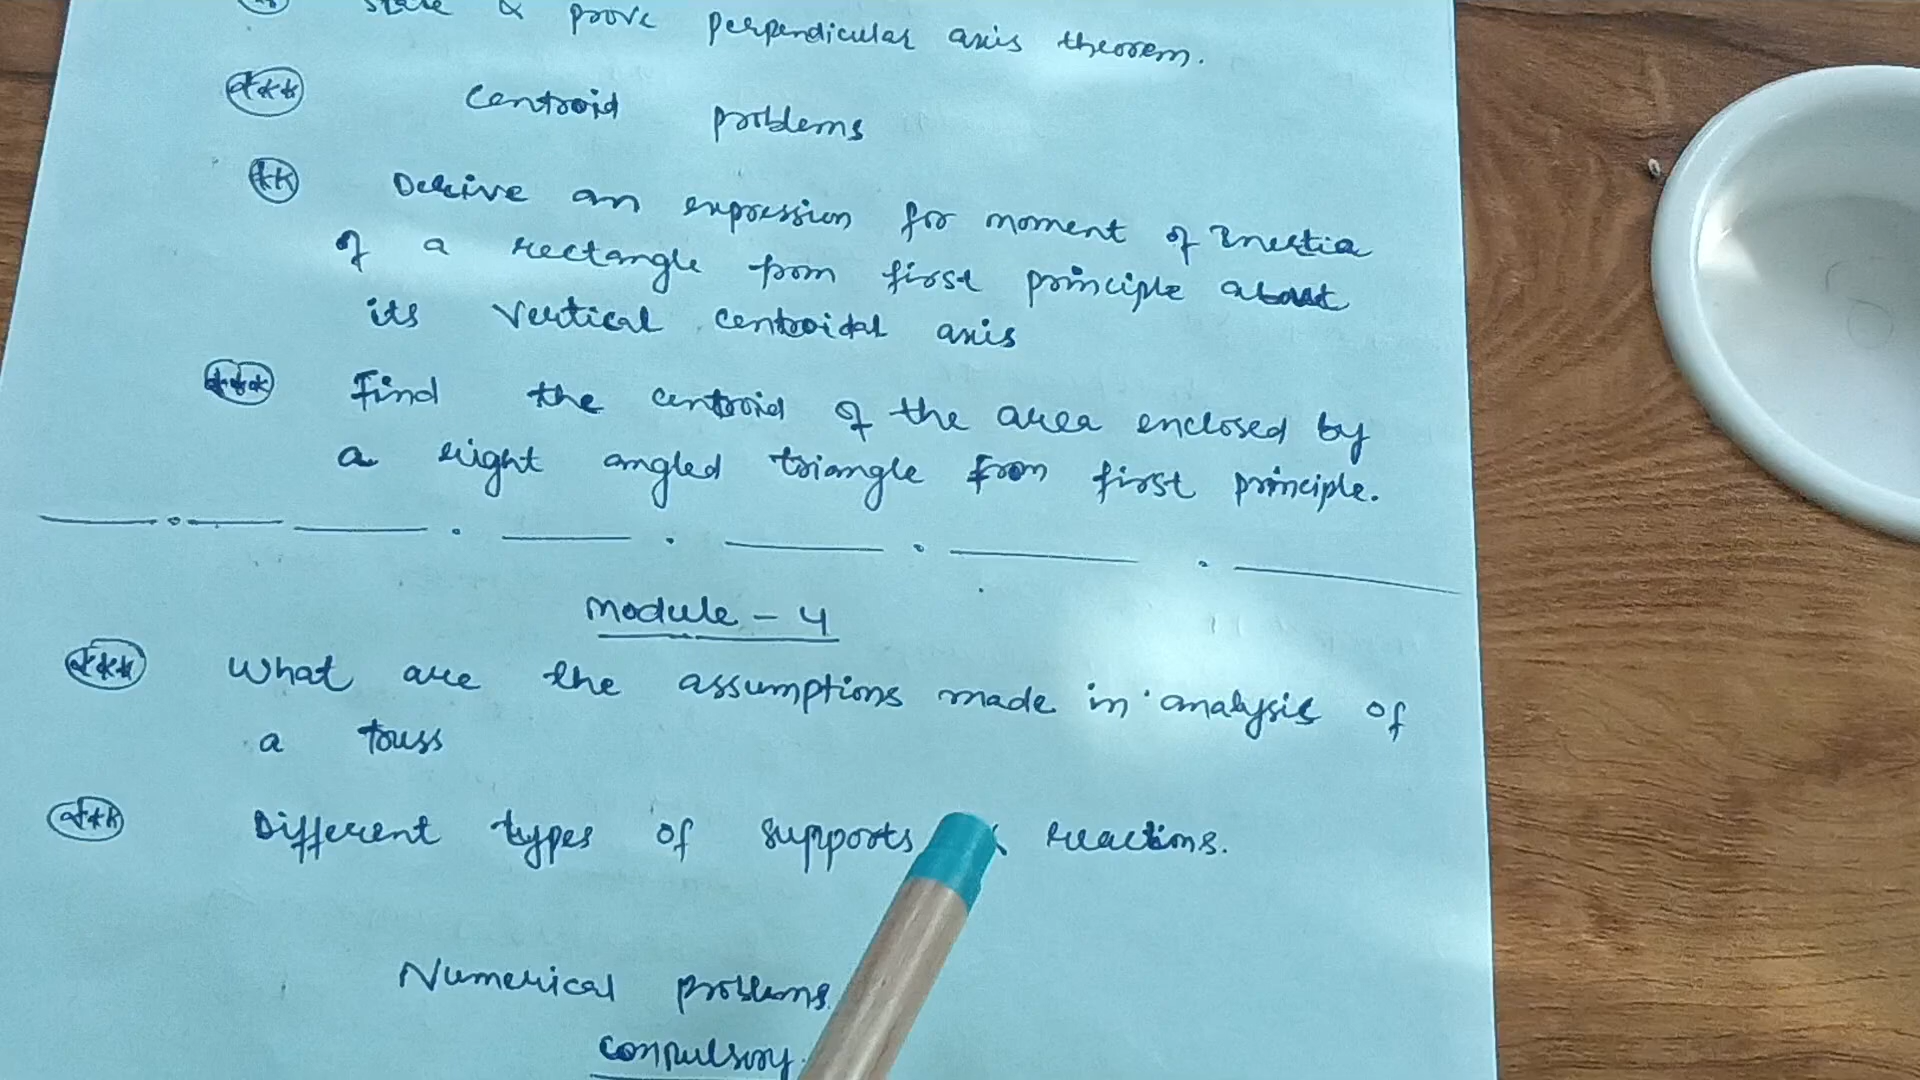 State & prove perpendicular axis theorem.
*** Centroid problems
** Derive an expression for moment of Inertia
of a rectangle from first principle about
its vertical centroidal axis
*** Find the centroid of the area enclosed by
a right angled triangle from first principle.
Module - 4
*** What are the assumptions made in analysis of
a truss
*** Different types of supports & reactions.
Numerical problems
compulsory.